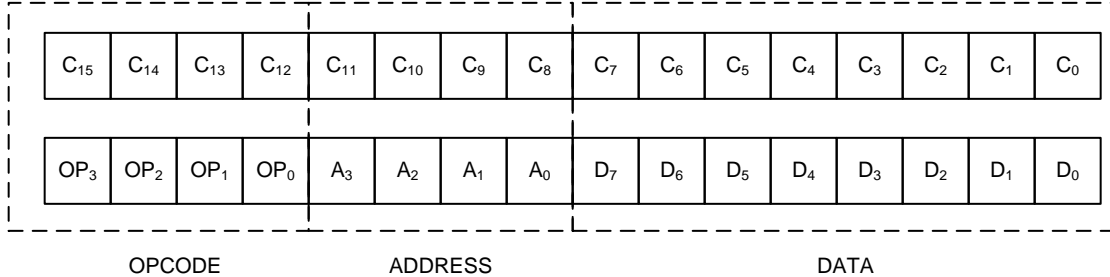 C₁₅ C₁₄ C₁₃ C₁₂ C₁₁ C₁₀ C₉ C₈ C₇ C₆ C₅ C₄ C₃ C₂ C₁ C₀
OP₃ OP₂ OP₁ OP₀ A₃ A₂ A₁ A₀ D₇ D₆ D₅ D₄ D₃ D₂ D₁ D₀
OPCODE ADDRESS DATA